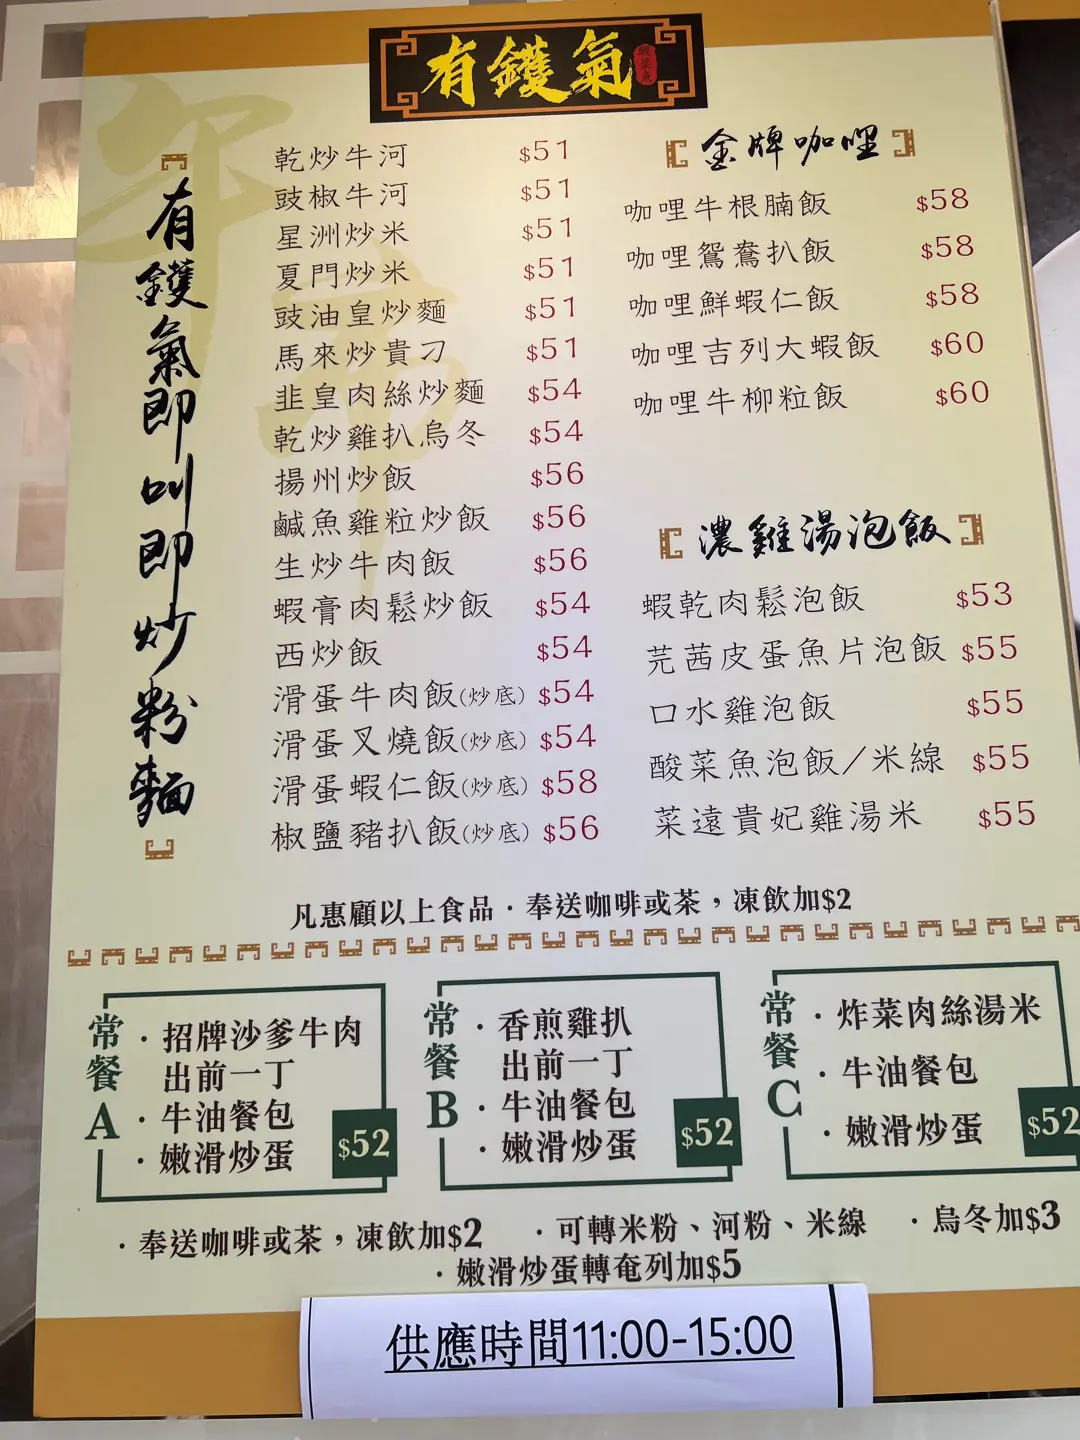 有鑊氣
午市
有鑊氣即叫即炒粉麵
乾炒牛河 $51
豉椒牛河 $51
星洲炒米 $51
夏門炒米 $51
豉油皇炒麵 $51
馬來炒貴刁 $51
韭皇肉絲炒麵 $54
乾炒雞扒烏冬 $54
揚州炒飯 $56
鹹魚雞粒炒飯 $56
生炒牛肉飯 $56
蝦膏肉鬆炒飯 $54
西炒飯 $54
滑蛋牛肉飯(炒底) $54
滑蛋叉燒飯(炒底) $54
滑蛋蝦仁飯(炒底) $58
椒鹽豬扒飯(炒底) $56
金牌咖哩
咖哩牛根腩飯 $58
咖哩鴛鴦扒飯 $58
咖哩鮮蝦仁飯 $58
咖哩吉列大蝦飯 $60
咖哩牛柳粒飯 $60
濃雞湯泡飯
蝦乾肉鬆泡飯 $53
芫茜皮蛋魚片泡飯 $55
口水雞泡飯 $55
酸菜魚泡飯/米線 $55
菜遠貴妃雞湯米 $55
凡惠顧以上食品·奉送咖啡或茶，凍飲加$2
常餐A
·招牌沙爹牛肉
出前一丁
·牛油餐包
·嫩滑炒蛋
$52
常餐B
·香煎雞扒
出前一丁
·牛油餐包
·嫩滑炒蛋
$52
常餐C
·炸菜肉絲湯米
·牛油餐包
·嫩滑炒蛋
$52
·奉送咖啡或茶，凍飲加$2 ·可轉米粉、河粉、米線 ·烏冬加$3
·嫩滑炒蛋轉奄列加$5
供應時間11:00-15:00